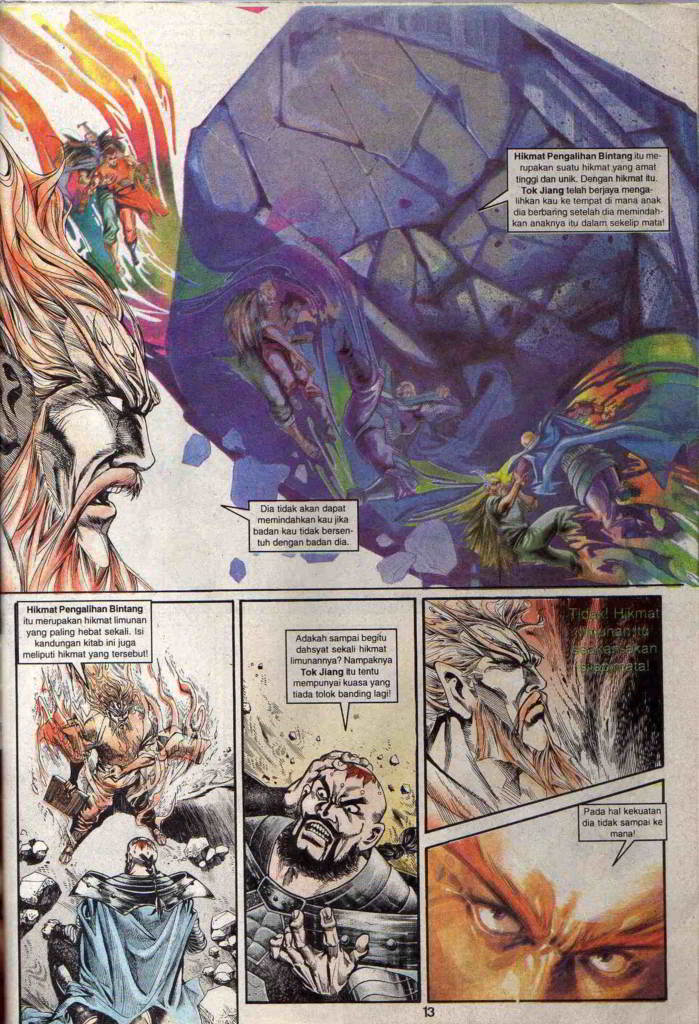 Hikmat Pengalihan Bintang itu me-
rupakan suatu hikmat yang amat
tinggi dan unik. Dengan hikmat itu.
Tok Jiang telah berjaya menga-
lihkan kau ke tempat di mana anak
dia berbaring setelah dia memindah-
kan anaknya itu dalam sekelip mata!
Dia tidak akan dapat
memindahkan kau jika
badan kau tidak bersen-
tuh dengan badan dia.
Hikmat Pengalihan Bintang
itu merupakan hikmat limunan
yang paling hebat sekali. Isi
kandungan kitab ini juga
meliputi hikmat yang tersebut!
Adakah sampai begitu
dahsyat sekali hikmat
limunannya? Nampaknya
Tok Jiang itu tentu
mempunyai kuasa yang
tiada tolok banding lagi!
Tidak! Hikmat
limunan itu
mata!
Pada hal kekuatan
dia tidak sampai ke
mana!
13